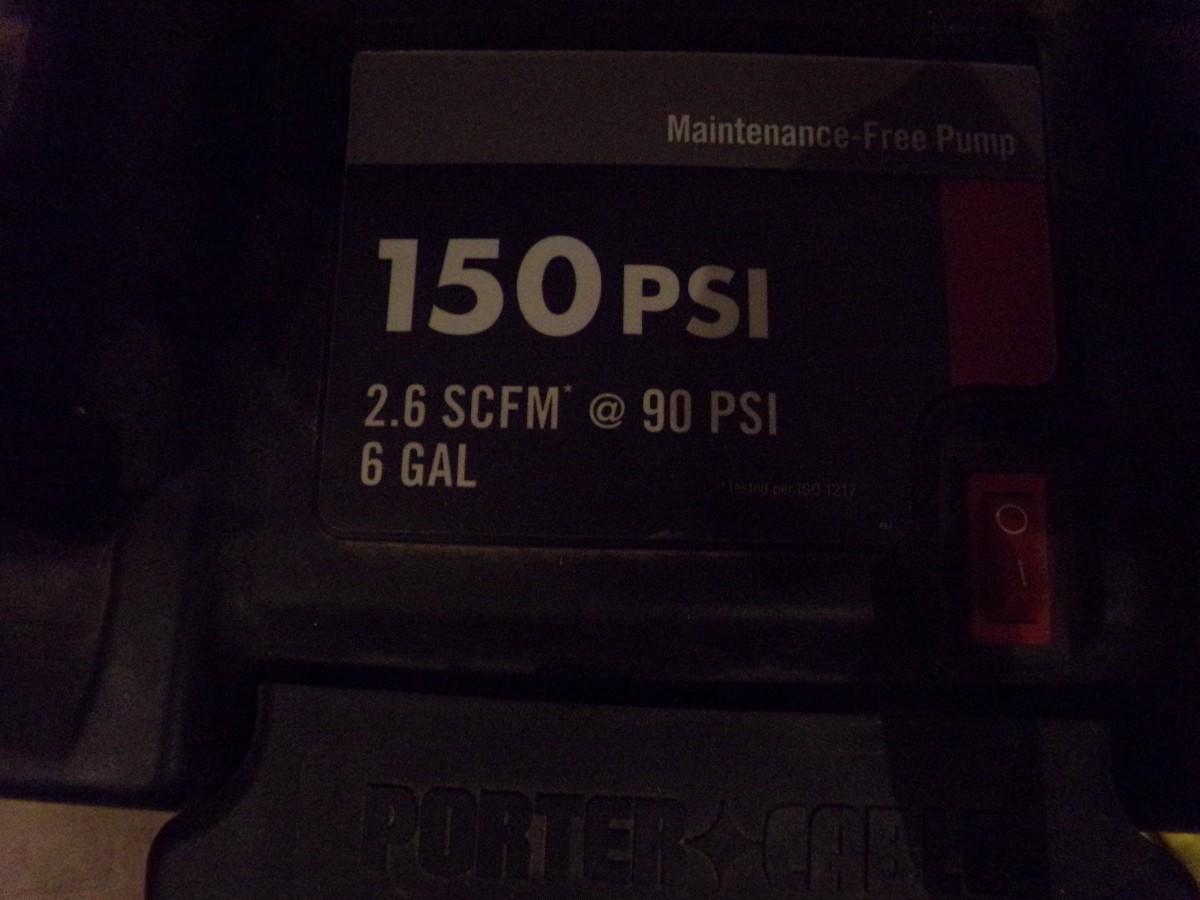 Maintenance-Free Pump
150 PSI
2.6 SCFM* @ 90 PSI
6 GAL
*Tested per ISO 1217
O
I
PORTER CABLE